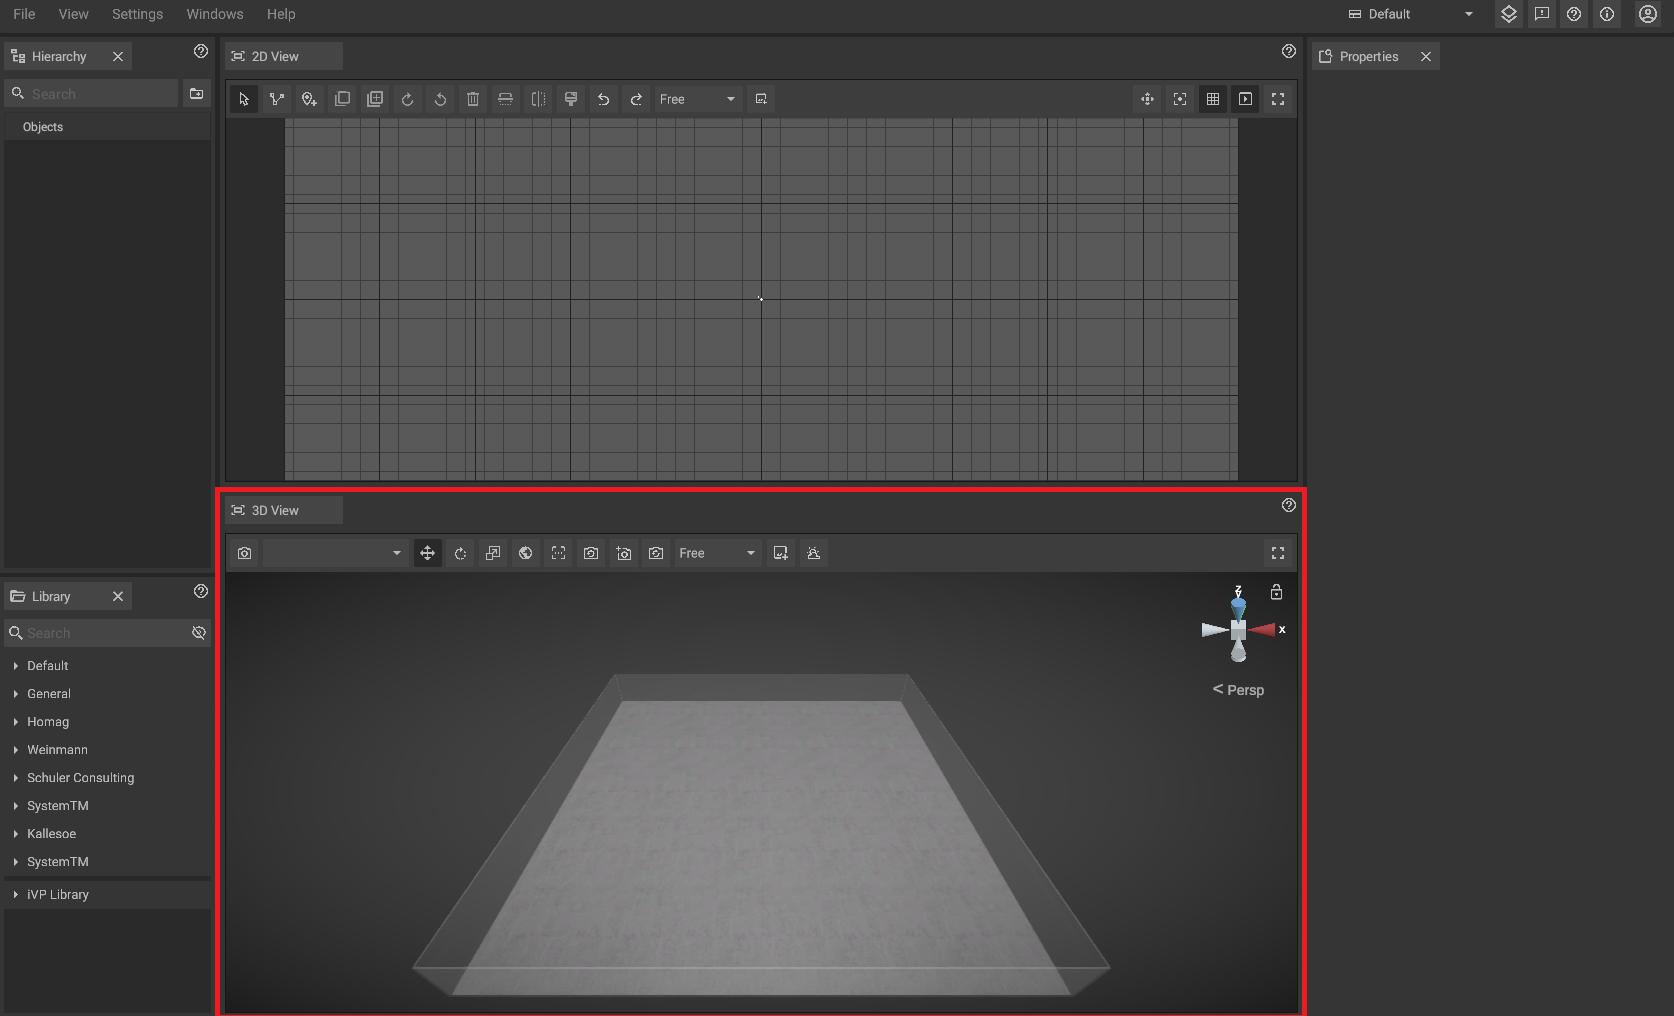 File View Settings Windows Help Default
Hierarchy
Search
Objects
2D View
Free
Properties
3D View
Free
Z
X
< Persp
Library
Search
Default
General
Homag
Weinmann
Schuler Consulting
SystemTM
Kallesoe
SystemTM
iVP Library